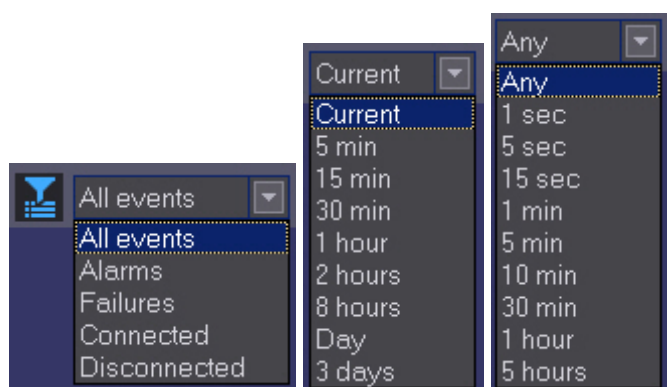 All events
All events
Alarms
Failures
Connected
Disconnected
Current
Current
5 min
15 min
30 min
1 hour
2 hours
8 hours
Day
3 days
Any
Any
1 sec
5 sec
15 sec
1 min
5 min
10 min
30 min
1 hour
5 hours